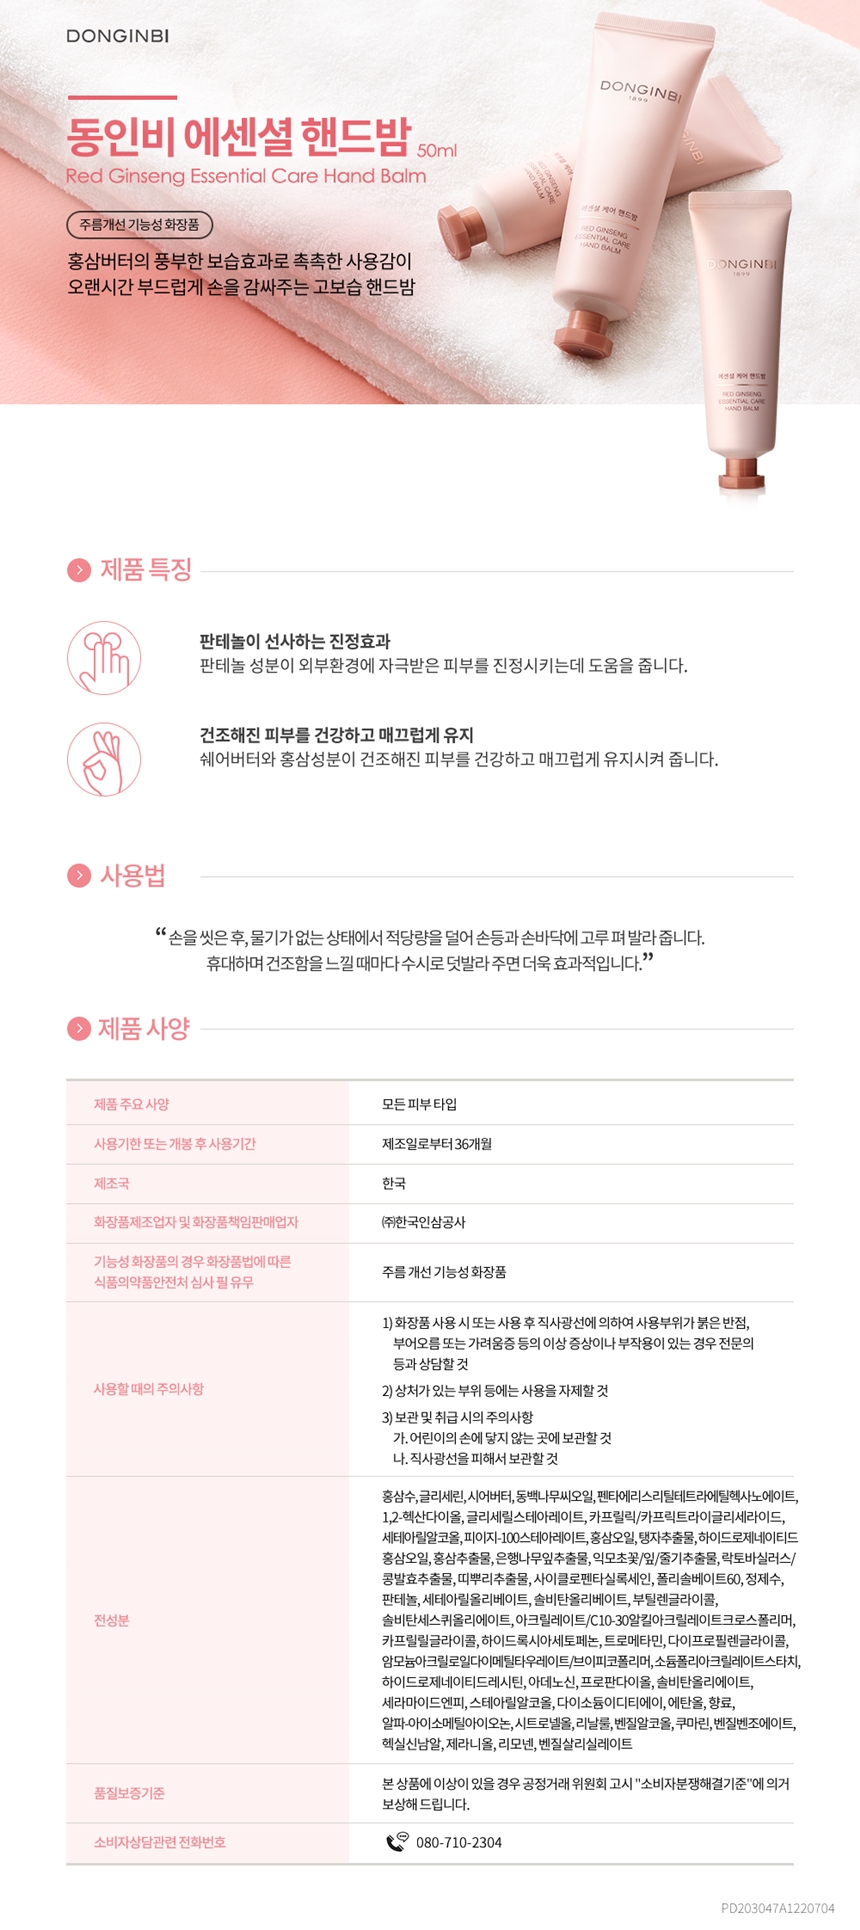 DONGINBI
동인비 에센셜 핸드밤 50ml
Red Ginseng Essential Care Hand Balm
주름개선 기능성 화장품
홍삼버터의 풍부한 보습효과로 촉촉한 사용감이
오랜시간 부드럽게 손을 감싸주는 고보습 핸드밤
DONGINBI
1899
에센셜 케어 핸드밤
RED GINSENG
ESSENTIAL CARE
HAND BALM
DONGINBI
RED GINSENG
ESSENTIAL CARE
HAND BALM
DONGINBI
1899
에센셜 케어 핸드밤
RED GINSENG
ESSENTIAL CARE
HAND BALM
제품 특징
판테놀이 선사하는 진정효과
판테놀 성분이 외부환경에 자극받은 피부를 진정시키는데 도움을 줍니다.
건조해진 피부를 건강하고 매끄럽게 유지
쉐어버터와 홍삼성분이 건조해진 피부를 건강하고 매끄럽게 유지시켜 줍니다.
사용법
“손을 씻은 후, 물기가 없는 상태에서 적당량을 덜어 손등과 손바닥에 고루 펴 발라 줍니다.
휴대하며 건조함을 느낄 때마다 수시로 덧발라 주면 더욱 효과적입니다.”
제품 사양
제품 주요 사양
모든 피부 타입
사용기한 또는 개봉 후 사용기간
제조일로부터 36개월
제조국
한국
화장품제조업자 및 화장품책임판매업자
㈜한국인삼공사
기능성 화장품의 경우 화장품법에 따른
식품의약품안전처 심사 필 유무
주름 개선 기능성 화장품
사용할 때의 주의사항
1) 화장품 사용 시 또는 사용 후 직사광선에 의하여 사용부위가 붉은 반점,
부어오름 또는 가려움증 등의 이상 증상이나 부작용이 있는 경우 전문의
등과 상담할 것
2) 상처가 있는 부위 등에는 사용을 자제할 것
3) 보관 및 취급 시의 주의사항
가. 어린이의 손에 닿지 않는 곳에 보관할 것
나. 직사광선을 피해서 보관할 것
전성분
홍삼수, 글리세린, 시어버터, 동백나무씨오일, 펜타에리스리틸테트라에틸헥사노에이트,
1,2-헥산다이올, 글리세릴스테아레이트, 카프릴릭/카프릭트라이글리세라이드,
세테아릴알코올, 피이지-100스테아레이트, 홍삼오일, 탱자추출물, 하이드로제네이티드
홍삼오일, 홍삼추출물, 은행나무잎추출물, 익모초꽃/잎/줄기추출물, 락토바실러스/
콩발효추출물, 띠뿌리추출물, 사이클로펜타실록세인, 폴리솔베이트60, 정제수,
판테놀, 세테아릴올리베이트, 솔비탄올리베이트, 부틸렌글라이콜,
솔비탄세스퀴올리에이트, 아크릴레이트/C10-30알킬아크릴레이트크로스폴리머,
카프릴릴글라이콜, 하이드록시아세토페논, 트로메타민, 다이프로필렌글라이콜,
암모늄아크릴로일다이메틸타우레이트/브이피코폴리머, 소듐폴리아크릴레이트스타치,
하이드로제네이티드레시틴, 아데노신, 프로판다이올, 솔비탄올리에이트,
세라마이드엔피, 스테아릴알코올, 다이소듐이디티에이, 에탄올, 향료,
알파-아이소메틸아이오논, 시트로넬올, 리날룰, 벤질알코올, 쿠마린, 벤질벤조에이트,
헥실신남알, 제라니올, 리모넨, 벤질살리실레이트
품질보증기준
본 상품에 이상이 있을 경우 공정거래 위원회 고시 "소비자분쟁해결기준"에 의거
보상해 드립니다.
소비자상담관련 전화번호
080-710-2304
PD203047A1220704